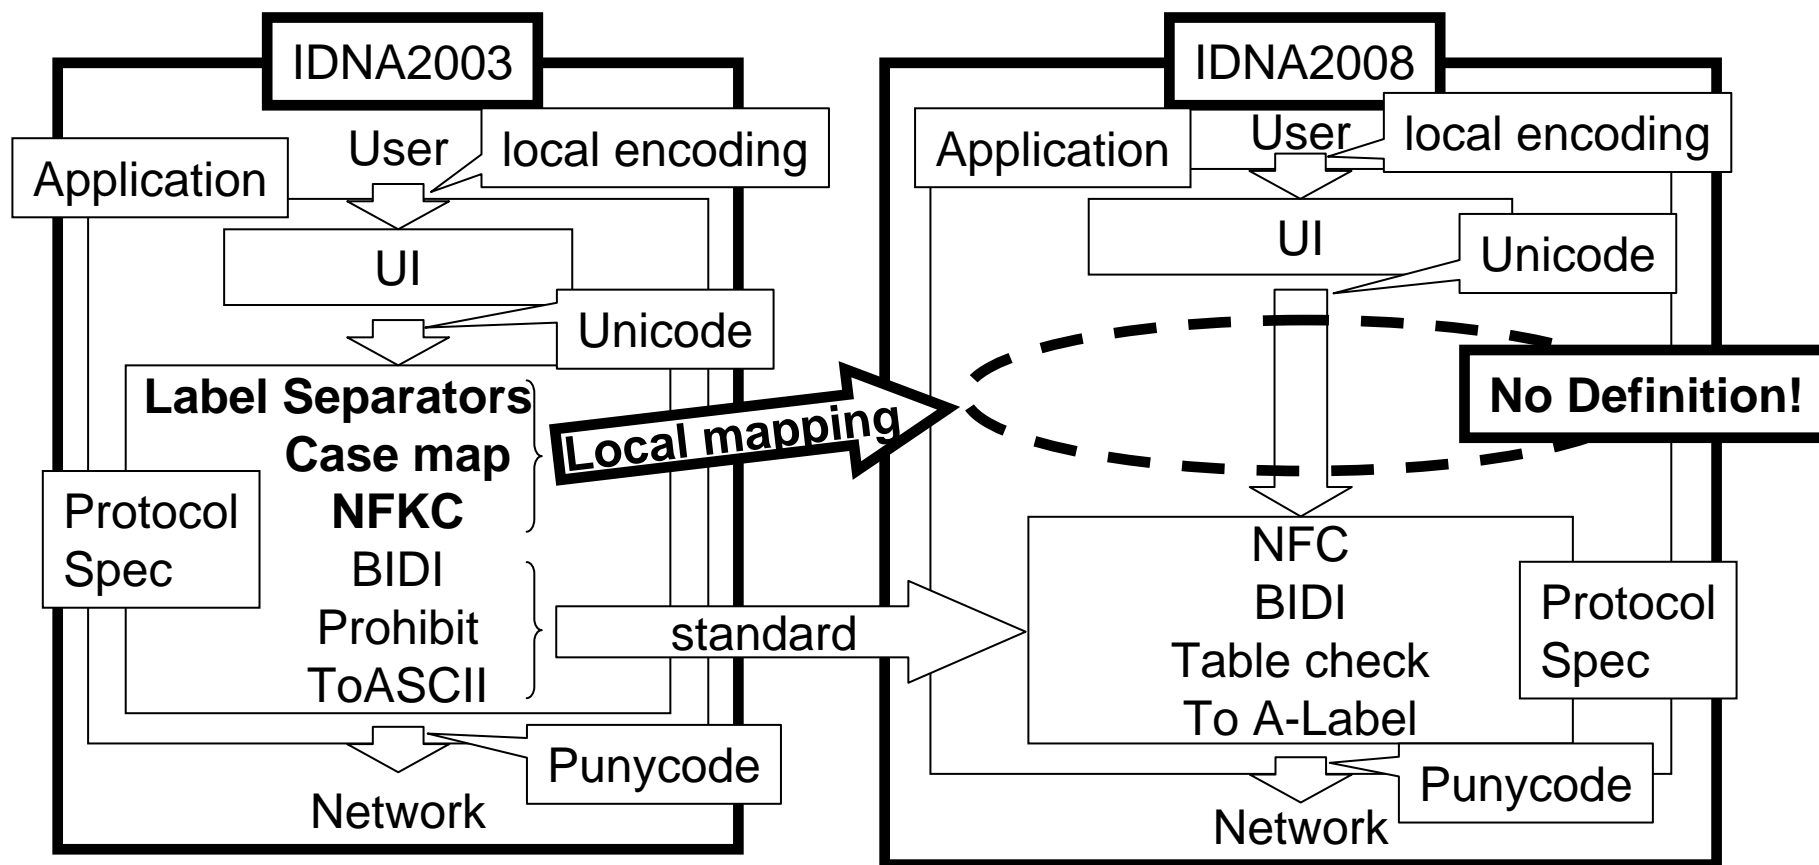 IDNA2003
User
local encoding
Application
UI
Unicode
Label Separators
Case map
NFKC
BIDI
Prohibit
ToASCII
Protocol
Spec
Punycode
Network
Local mapping
standard
IDNA2008
User
local encoding
Application
UI
Unicode
No Definition!
NFC
BIDI
Table check
To A-Label
Protocol
Spec
Punycode
Network